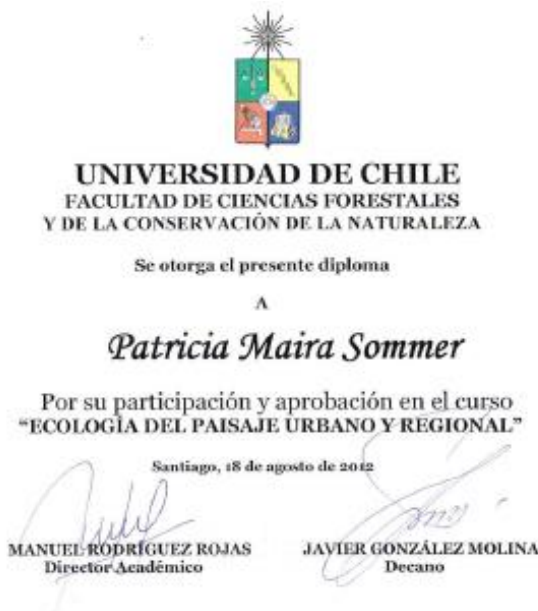 UNIVERSIDAD DE CHILE
FACULTAD DE CIENCIAS FORESTALES
Y DE LA CONSERVACIÓN DE LA NATURALEZA
Se otorga el presente diploma
A
Patricia Maira Sommer
Por su participación y aprobación en el curso
“ECOLOGÍA DEL PAISAJE URBANO Y REGIONAL”
Santiago, 18 de agosto de 2012
MANUEL RODRÍGUEZ ROJAS
Director Académico
JAVIER GONZÁLEZ MOLINA
Decano